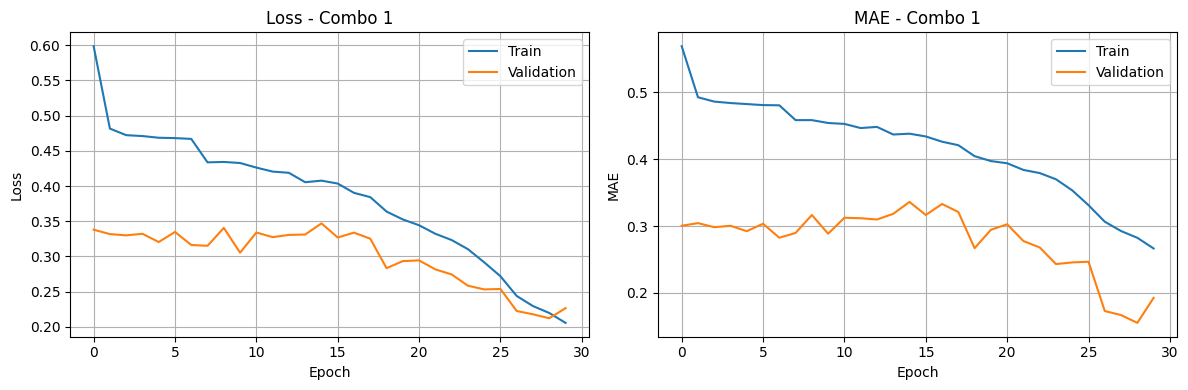 Loss - Combo 1
Train
Validation
0.60
0.55
0.50
0.45
0.40
0.35
0.30
0.25
0.20
Loss
0 5 10 15 20 25 30
Epoch
MAE - Combo 1
Train
Validation
0.5
0.4
0.3
0.2
MAE
0 5 10 15 20 25 30
Epoch